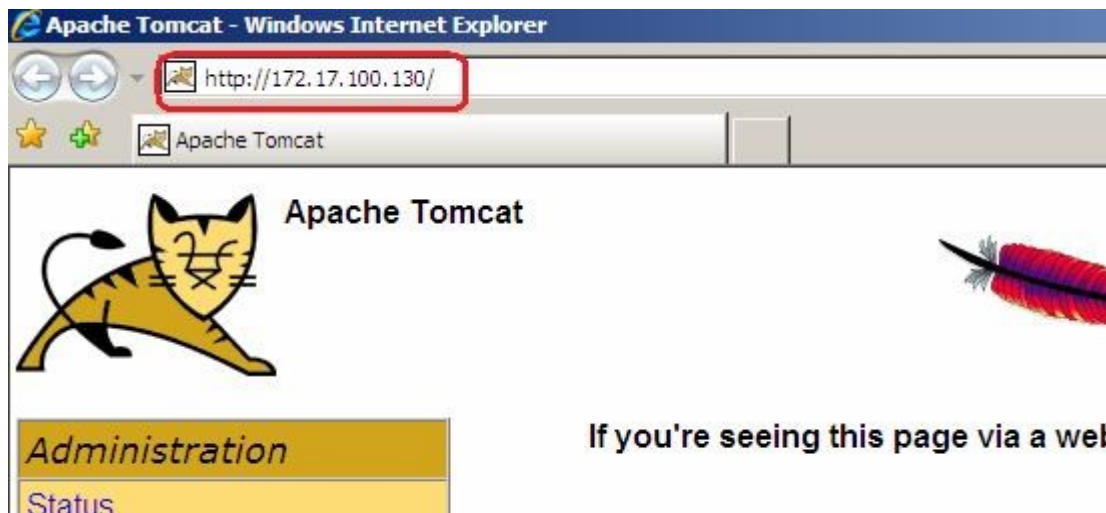 Apache Tomcat - Windows Internet Explorer
http://172.17.100.130/
Apache Tomcat
Apache Tomcat
If you're seeing this page via a
Administration
Status